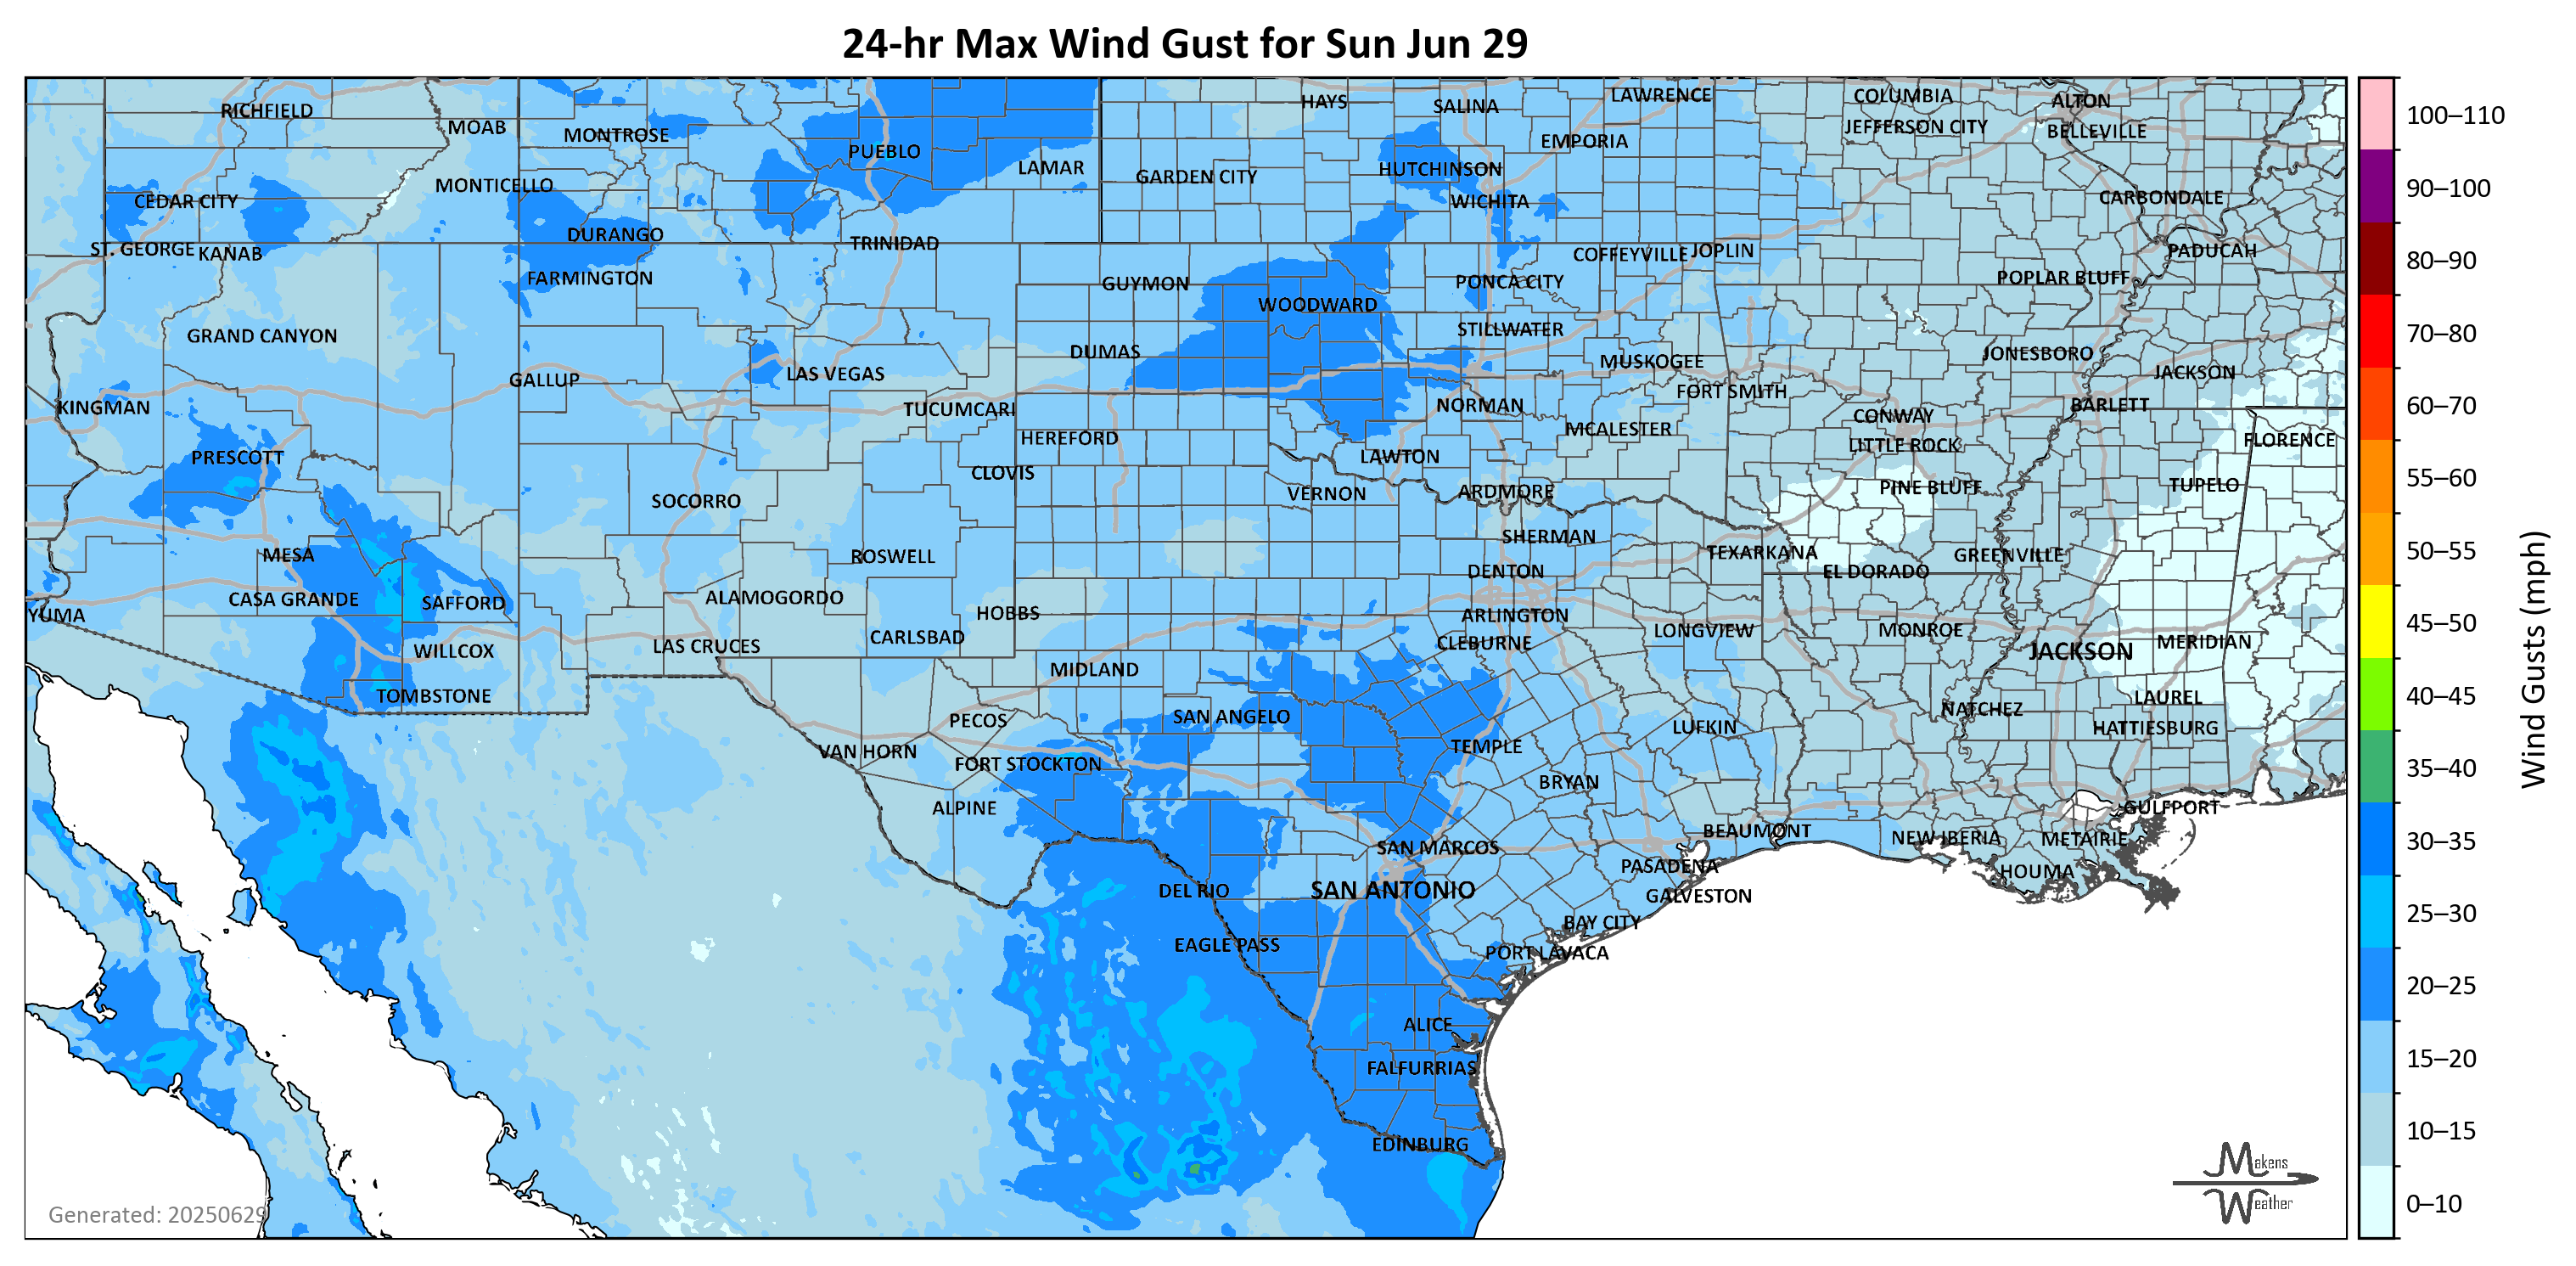 24-hr Max Wind Gust for Sun Jun 29
RICHFIELD
MOAB
MONTROSE
PUEBLO
LAMAR
HAYS
SALINA
LAWRENCE
COLUMBIA
ALTON
JEFFERSON CITY
BELLEVILLE
EMPORIA
HUTCHINSON
GARDEN CITY
MONTICELLO
CEDAR CITY
WICHITA
CARBONDALE
DURANGO
TRINIDAD
ST. GEORGE
KANAB
COFFEYVILLE
JOPLIN
PADUCAH
FARMINGTON
GUYMON
PONCA CITY
POPLAR BLUFF
WOODWARD
GRAND CANYON
STILLWATER
DUMAS
MUSKOGEE
JONESBORO
JACKSON
GALLUP
LAS VEGAS
FORT SMITH
KINGMAN
TUCUMCARI
NORMAN
CONWAY
BARLETT
MCALESTER
HEREFORD
LITTLE ROCK
FLORENCE
PRESCOTT
LAWTON
CLOVIS
PINE BLUFF
TUPELO
SOCORRO
VERNON
ARDMORE
SHERMAN
MESA
ROSWELL
TEXARKANA
GREENVILLE
DENTON
EL DORADO
CASA GRANDE
SAFFORD
ALAMOGORDO
YUMA
HOBBS
ARLINGTON
CARLSBAD
CLEBURNE
LONGVIEW
MONROE
LAS CRUCES
WILLCOX
JACKSON
MERIDIAN
MIDLAND
TOMBSTONE
LAUREL
PECOS
SAN ANGELO
NATCHEZ
HATTIESBURG
LUFKIN
VAN HORN
TEMPLE
FORT STOCKTON
BRYAN
ALPINE
GULFPORT
BEAUMONT
NEW IBERIA
METAIRIE
SAN MARCOS
PASADENA
HOUMA
DEL RIO
SAN ANTONIO
GALVESTON
BAY CITY
EAGLE PASS
PORT LAVACA
ALICE
FALFURRIAS
EDINBURG
Generated: 20250629
Makens
Weather
100–110
90–100
80–90
70–80
60–70
55–60
50–55
45–50
40–45
35–40
30–35
25–30
20–25
15–20
10–15
0–10
Wind Gusts (mph)